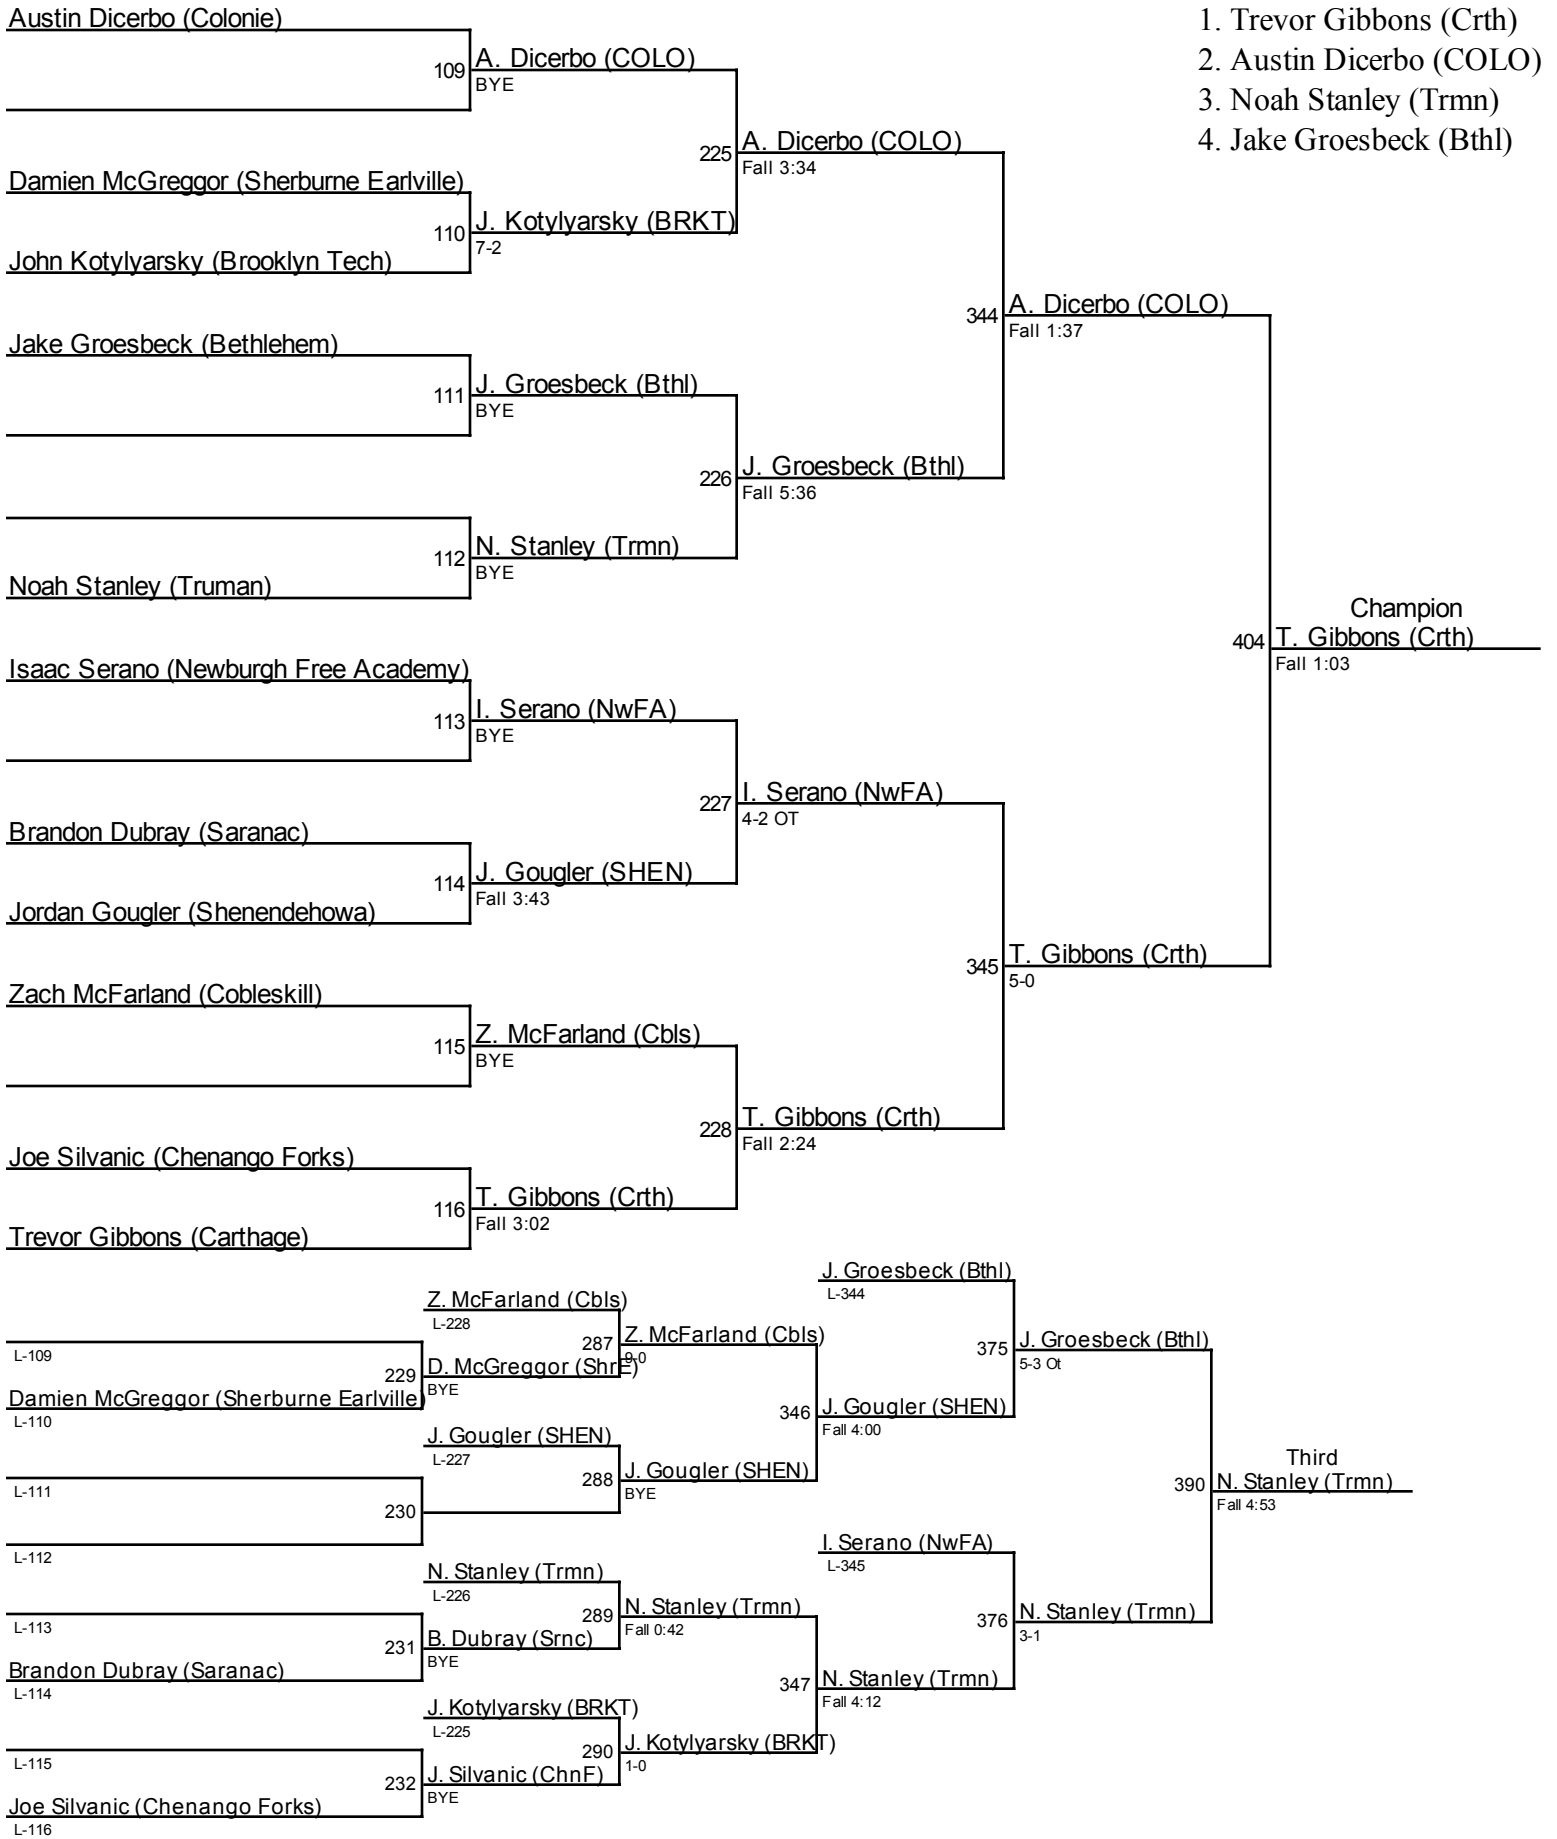 Austin Dicerbo (Colonie)
109
A. Dicerbo (COLO)
BYE
225
A. Dicerbo (COLO)
Fall 3:34
Damien McGreggor (Sherburne Earlville)
110
J. Kotylyarsky (BRKT)
7-2
John Kotylyarsky (Brooklyn Tech)
344
A. Dicerbo (COLO)
Fall 1:37
Jake Groesbeck (Bethlehem)
111
J. Groesbeck (Bthl)
BYE
226
J. Groesbeck (Bthl)
Fall 5:36
112
N. Stanley (Trmn)
BYE
Noah Stanley (Truman)
Champion
404
T. Gibbons (Crth)
Fall 1:03
Isaac Serano (Newburgh Free Academy)
113
I. Serano (NwFA)
BYE
227
I. Serano (NwFA)
4-2 OT
Brandon Dubray (Saranac)
114
J. Gougler (SHEN)
Fall 3:43
Jordan Gougler (Shenendehowa)
345
T. Gibbons (Crth)
5-0
Zach McFarland (Cobleskill)
115
Z. McFarland (Cbls)
BYE
228
T. Gibbons (Crth)
Fall 2:24
Joe Silvanic (Chenango Forks)
116
T. Gibbons (Crth)
Fall 3:02
Trevor Gibbons (Carthage)
1. Trevor Gibbons (Crth)
2. Austin Dicerbo (COLO)
3. Noah Stanley (Trmn)
4. Jake Groesbeck (Bthl)
J. Groesbeck (Bthl)
L-344
Z. McFarland (Cbls)
L-228
287
Z. McFarland (Cbls)
9-0
L-109
229
D. McGreggor (ShrE)
BYE
Damien McGreggor (Sherburne Earlville)
L-110
375
J. Groesbeck (Bthl)
5-3 Ot
346
J. Gougler (SHEN)
Fall 4:00
J. Gougler (SHEN)
L-227
288
J. Gougler (SHEN)
BYE
L-111
230
L-112
Third
390
N. Stanley (Trmn)
Fall 4:53
I. Serano (NwFA)
L-345
N. Stanley (Trmn)
L-226
289
N. Stanley (Trmn)
Fall 0:42
L-113
231
B. Dubray (Srnc)
BYE
Brandon Dubray (Saranac)
L-114
376
N. Stanley (Trmn)
3-1
347
N. Stanley (Trmn)
Fall 4:12
J. Kotylyarsky (BRKT)
L-225
290
J. Kotylyarsky (BRKT)
1-0
L-115
232
J. Silvanic (ChnF)
BYE
Joe Silvanic (Chenango Forks)
L-116